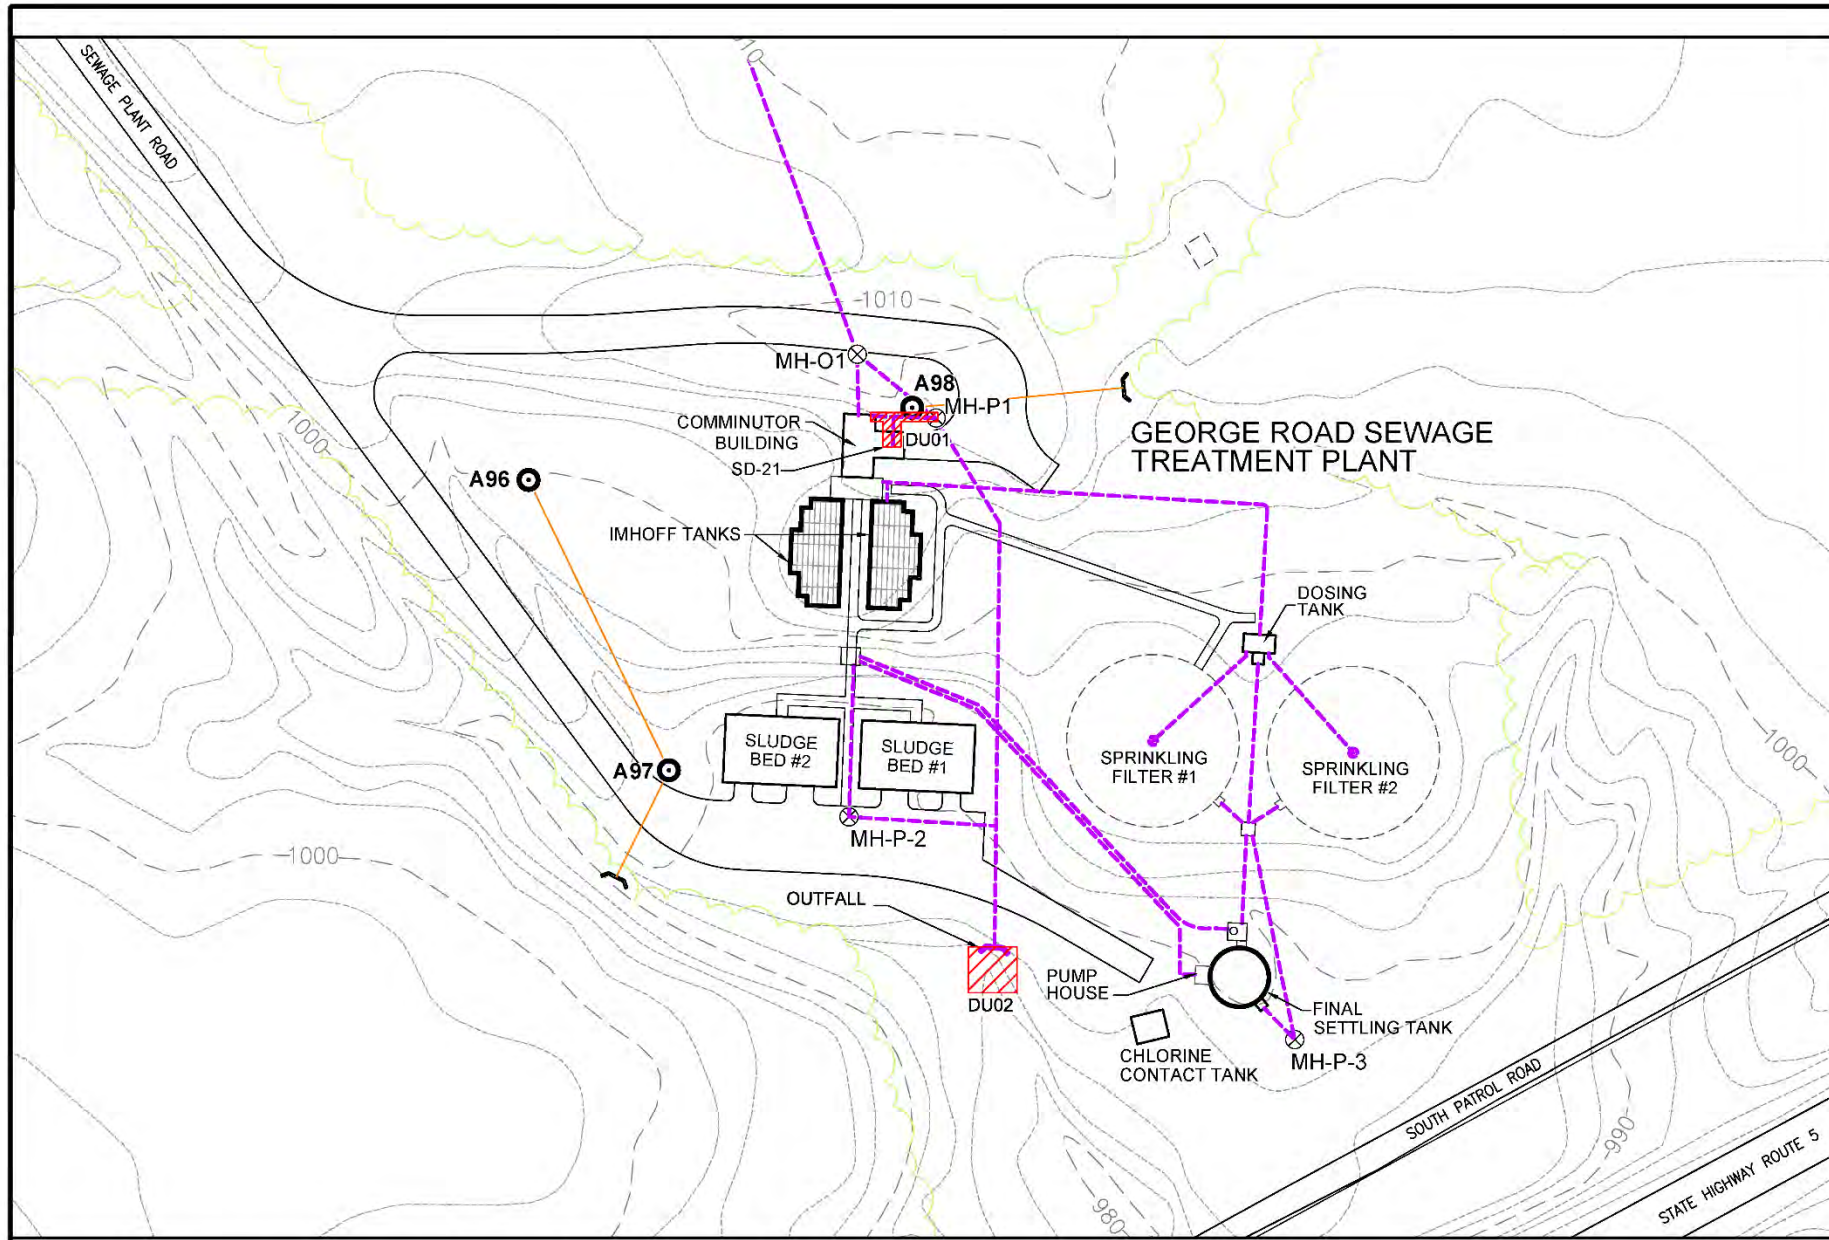 010
SEWAGE PLANT ROAD
1010
MH-O1
A98
MH-P1
COMMINUTOR
BUILDING
DU01
SD-21
GEORGE ROAD SEWAGE
TREATMENT PLANT
1000
A96
IMHOFF TANKS
DOSING
TANK
SLUDGE
BED #2
SLUDGE
BED #1
SPRINKLING
FILTER #1
SPRINKLING
FILTER #2
1000
A97
MH-P-2
1000
OUTFALL
PUMP
HOUSE
DU02
FINAL
SETTLING TANK
CHLORINE
CONTACT TANK
MH-P-3
SOUTH PATROL ROAD
990
STATE HIGHWAY ROUTE 5
980